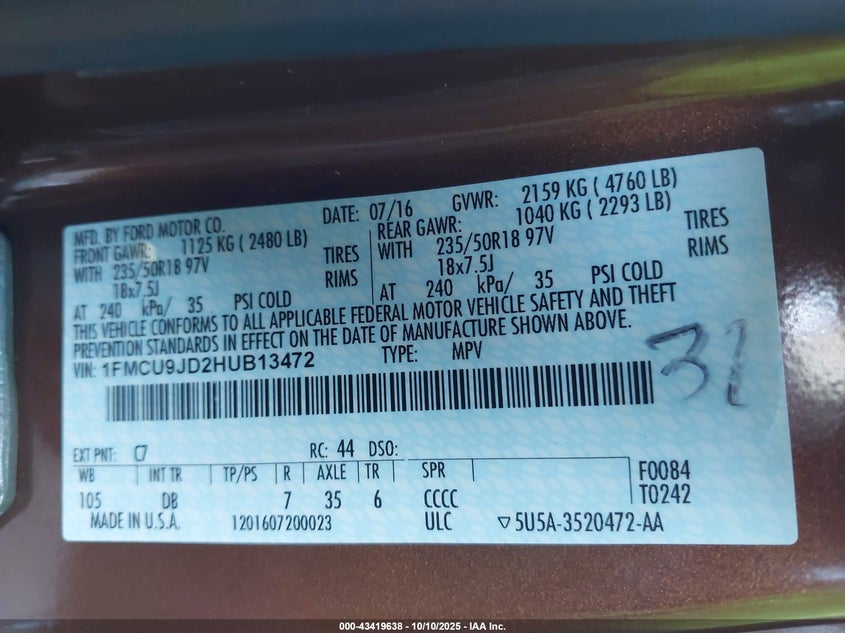 MFD. BY FORD MOTOR CO.
DATE: 07/16 GVWR: 2159 KG ( 4760 LB)
FRONT GAWR: 1125 KG ( 2480 LB)
WITH 235/50R18 97V TIRES
18x7.5J RIMS
AT 240 kPa/ 35 PSI COLD
REAR GAWR: 1040 KG ( 2293 LB)
WITH 235/50R18 97V TIRES
18x7.5J RIMS
AT 240 kPa/ 35 PSI COLD
THIS VEHICLE CONFORMS TO ALL APPLICABLE FEDERAL MOTOR VEHICLE SAFETY AND THEFT
PREVENTION STANDARDS IN EFFECT ON THE DATE OF MANUFACTURE SHOWN ABOVE.
VIN: 1FMCU9JD2HUB13472 TYPE: MPV
31
EXT PNT: C7 RC: 44 DSO:
WB INT TR TP/PS R AXLE TR SPR
105 DB 7 35 6 CCCC
F0084
T0242
MADE IN U.S.A. 1201607200023 ULC ▽5U5A-3520472-AA
000-43419638 - 10/10/2025 - IAA Inc.